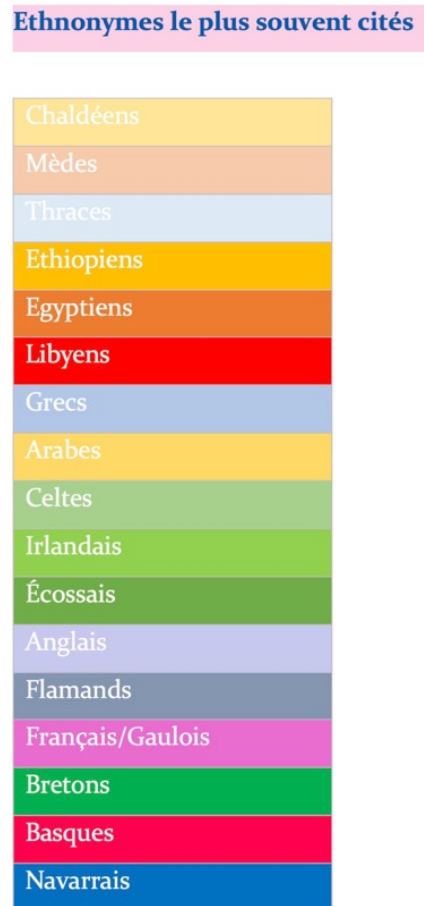 Ethnonymes le plus souvent cités
Chaldéens
Mèdes
Thraces
Ethiopiens
Egyptiens
Libyens
Grecs
Arabes
Celtes
Irlandais
Écossais
Anglais
Flamands
Français/Gaulois
Bretons
Basques
Navarrais